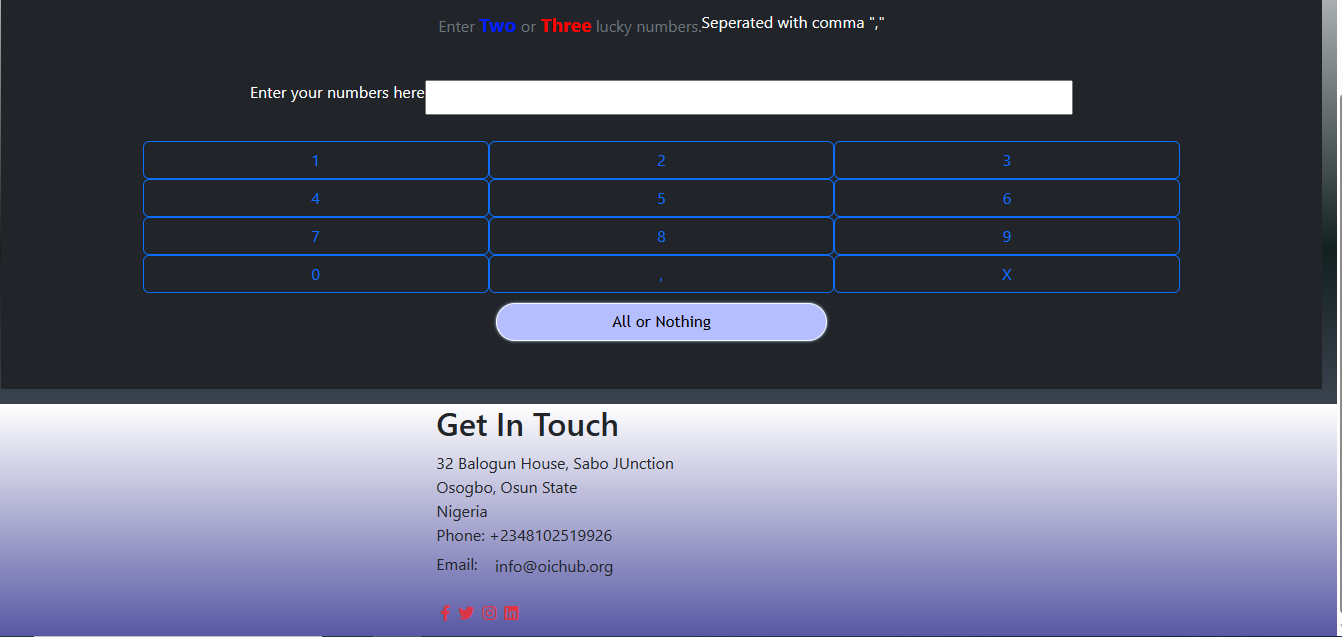 Enter Two or Three lucky numbers.Seperated with comma ","
Enter your numbers here
1 2 3
4 5 6
7 8 9
0 , X
All or Nothing
Get In Touch
32 Balogun House, Sabo JUnction
Osogbo, Osun State
Nigeria
Phone: +2348102519926
Email: info@oichub.org